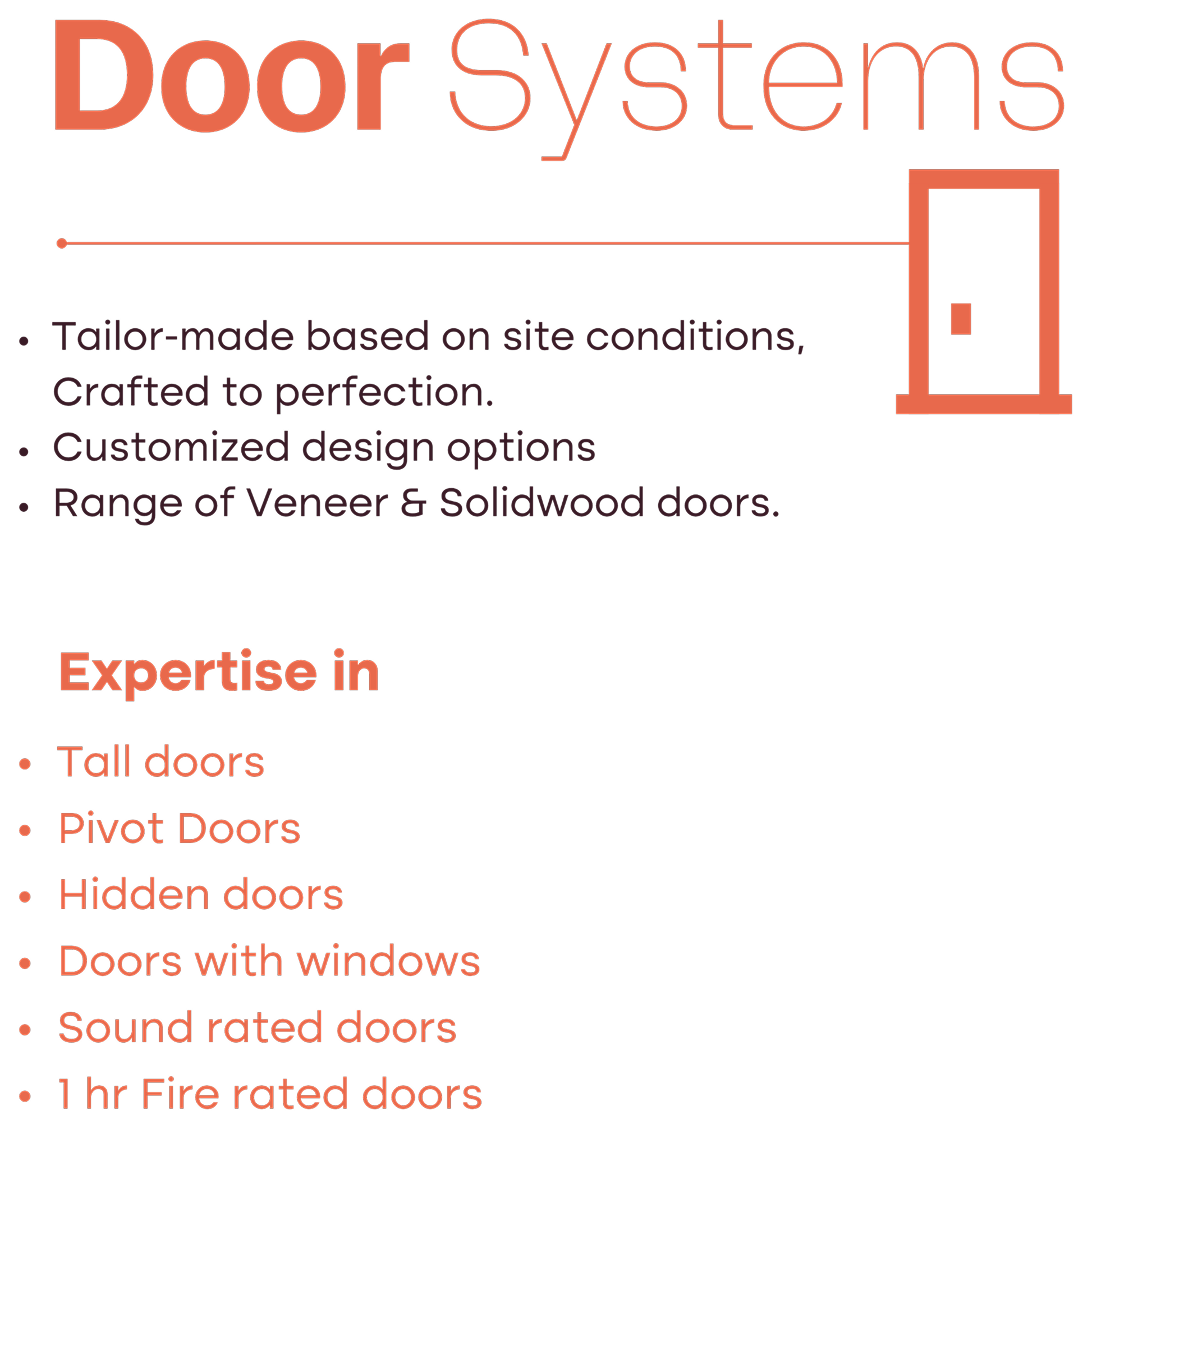 Door Systems
• Tailor-made based on site conditions,
Crafted to perfection.
• Customized design options
• Range of Veneer & Solidwood doors.
Expertise in
• Tall doors
• Pivot Doors
• Hidden doors
• Doors with windows
• Sound rated doors
• 1 hr Fire rated doors